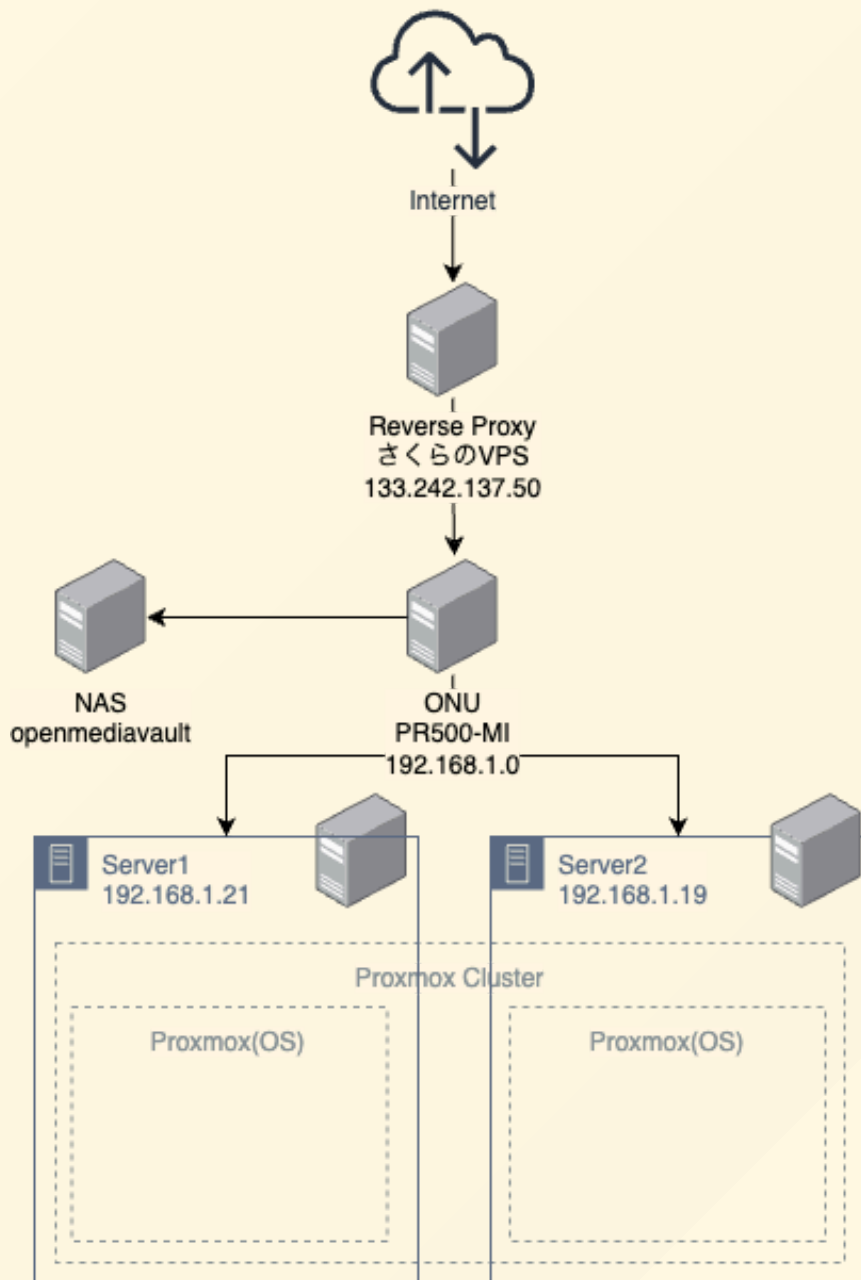 Internet
Reverse Proxy
さくらのVPS
133.242.137.50
NAS
openmediavault
ONU
PR500-MI
192.168.1.0
Server1
192.168.1.21
Server2
192.168.1.19
Proxmox Cluster
Proxmox(OS)
Proxmox(OS)